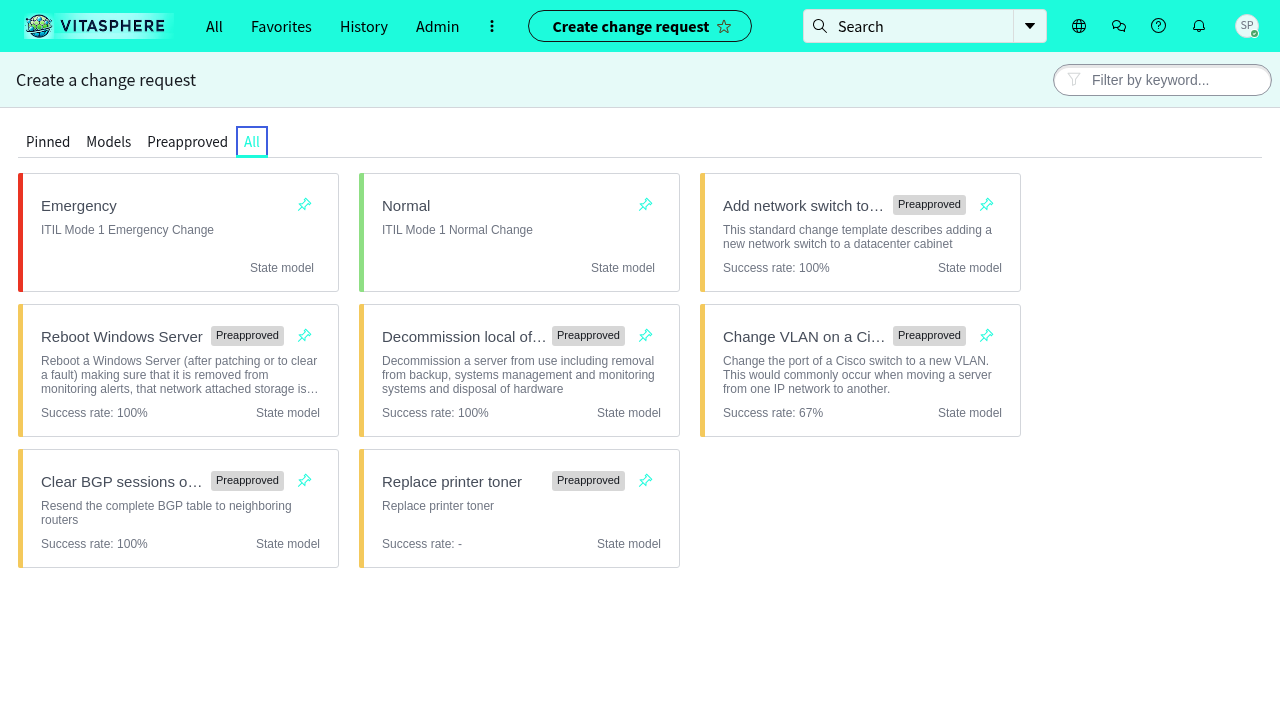 VITASPHERE
All
Favorites
History
Admin
Create change request
Search
SP
Create a change request
Filter by keyword...
Pinned
Models
Preapproved
All
Emergency
ITIL Mode 1 Emergency Change
State model
Normal
ITIL Mode 1 Normal Change
State model
Add network switch to…
Preapproved
This standard change template describes adding a
new network switch to a datacenter cabinet
Success rate: 100%
State model
Reboot Windows Server
Preapproved
Reboot a Windows Server (after patching or to clear
a fault) making sure that it is removed from
monitoring alerts, that network attached storage is…
Success rate: 100%
State model
Decommission local of…
Preapproved
Decommission a server from use including removal
from backup, systems management and monitoring
systems and disposal of hardware
Success rate: 100%
State model
Change VLAN on a Ci…
Preapproved
Change the port of a Cisco switch to a new VLAN.
This would commonly occur when moving a server
from one IP network to another.
Success rate: 67%
State model
Clear BGP sessions o…
Preapproved
Resend the complete BGP table to neighboring
routers
Success rate: 100%
State model
Replace printer toner
Preapproved
Replace printer toner
Success rate: -
State model